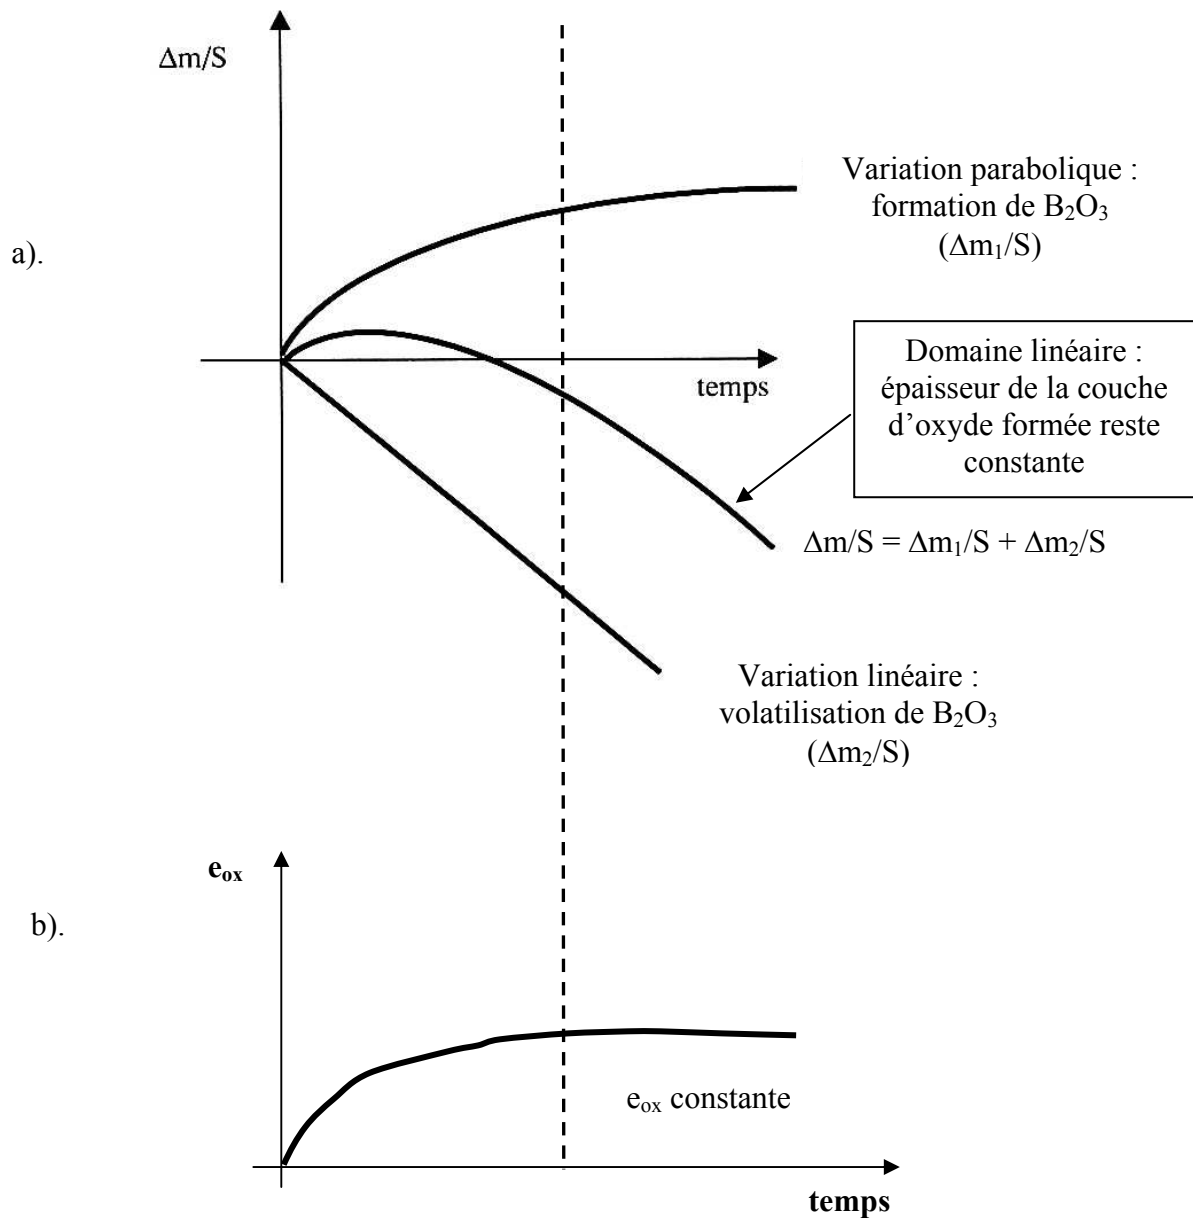 Δm/S
Variation parabolique :
formation de B₂O₃
(Δm₁/S)
a).
Domaine linéaire :
épaisseur de la couche
d’oxyde formée reste
constante
temps
Δm/S = Δm₁/S + Δm₂/S
Variation linéaire :
volatilisation de B₂O₃
(Δm₂/S)
eₒₓ
b).
eₒₓ constante
temps